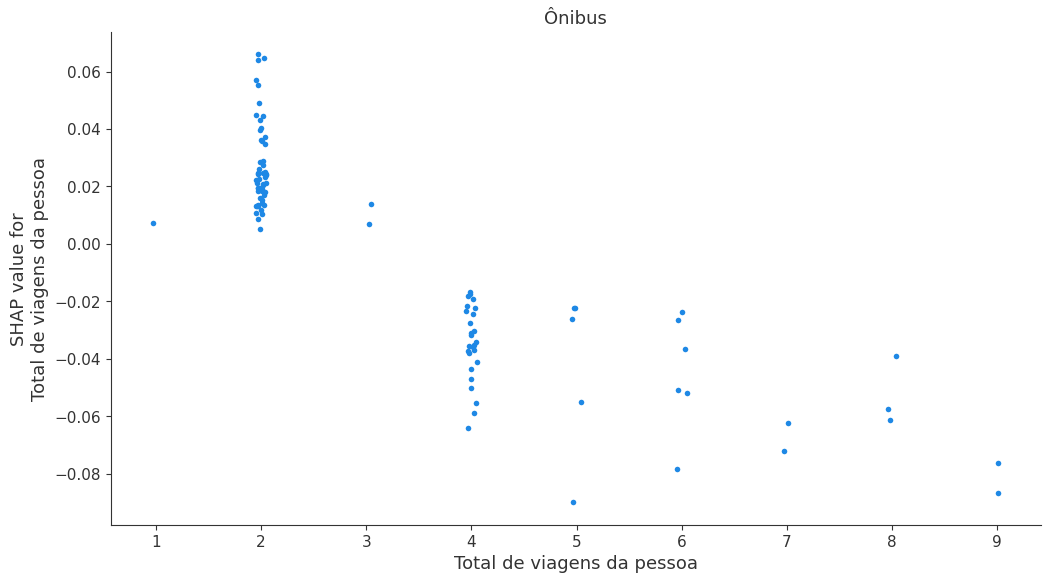 Ônibus
SHAP value for
Total de viagens da pessoa
0.06
0.04
0.02
0.00
−0.02
−0.04
−0.06
−0.08
1 2 3 4 5 6 7 8 9
Total de viagens da pessoa